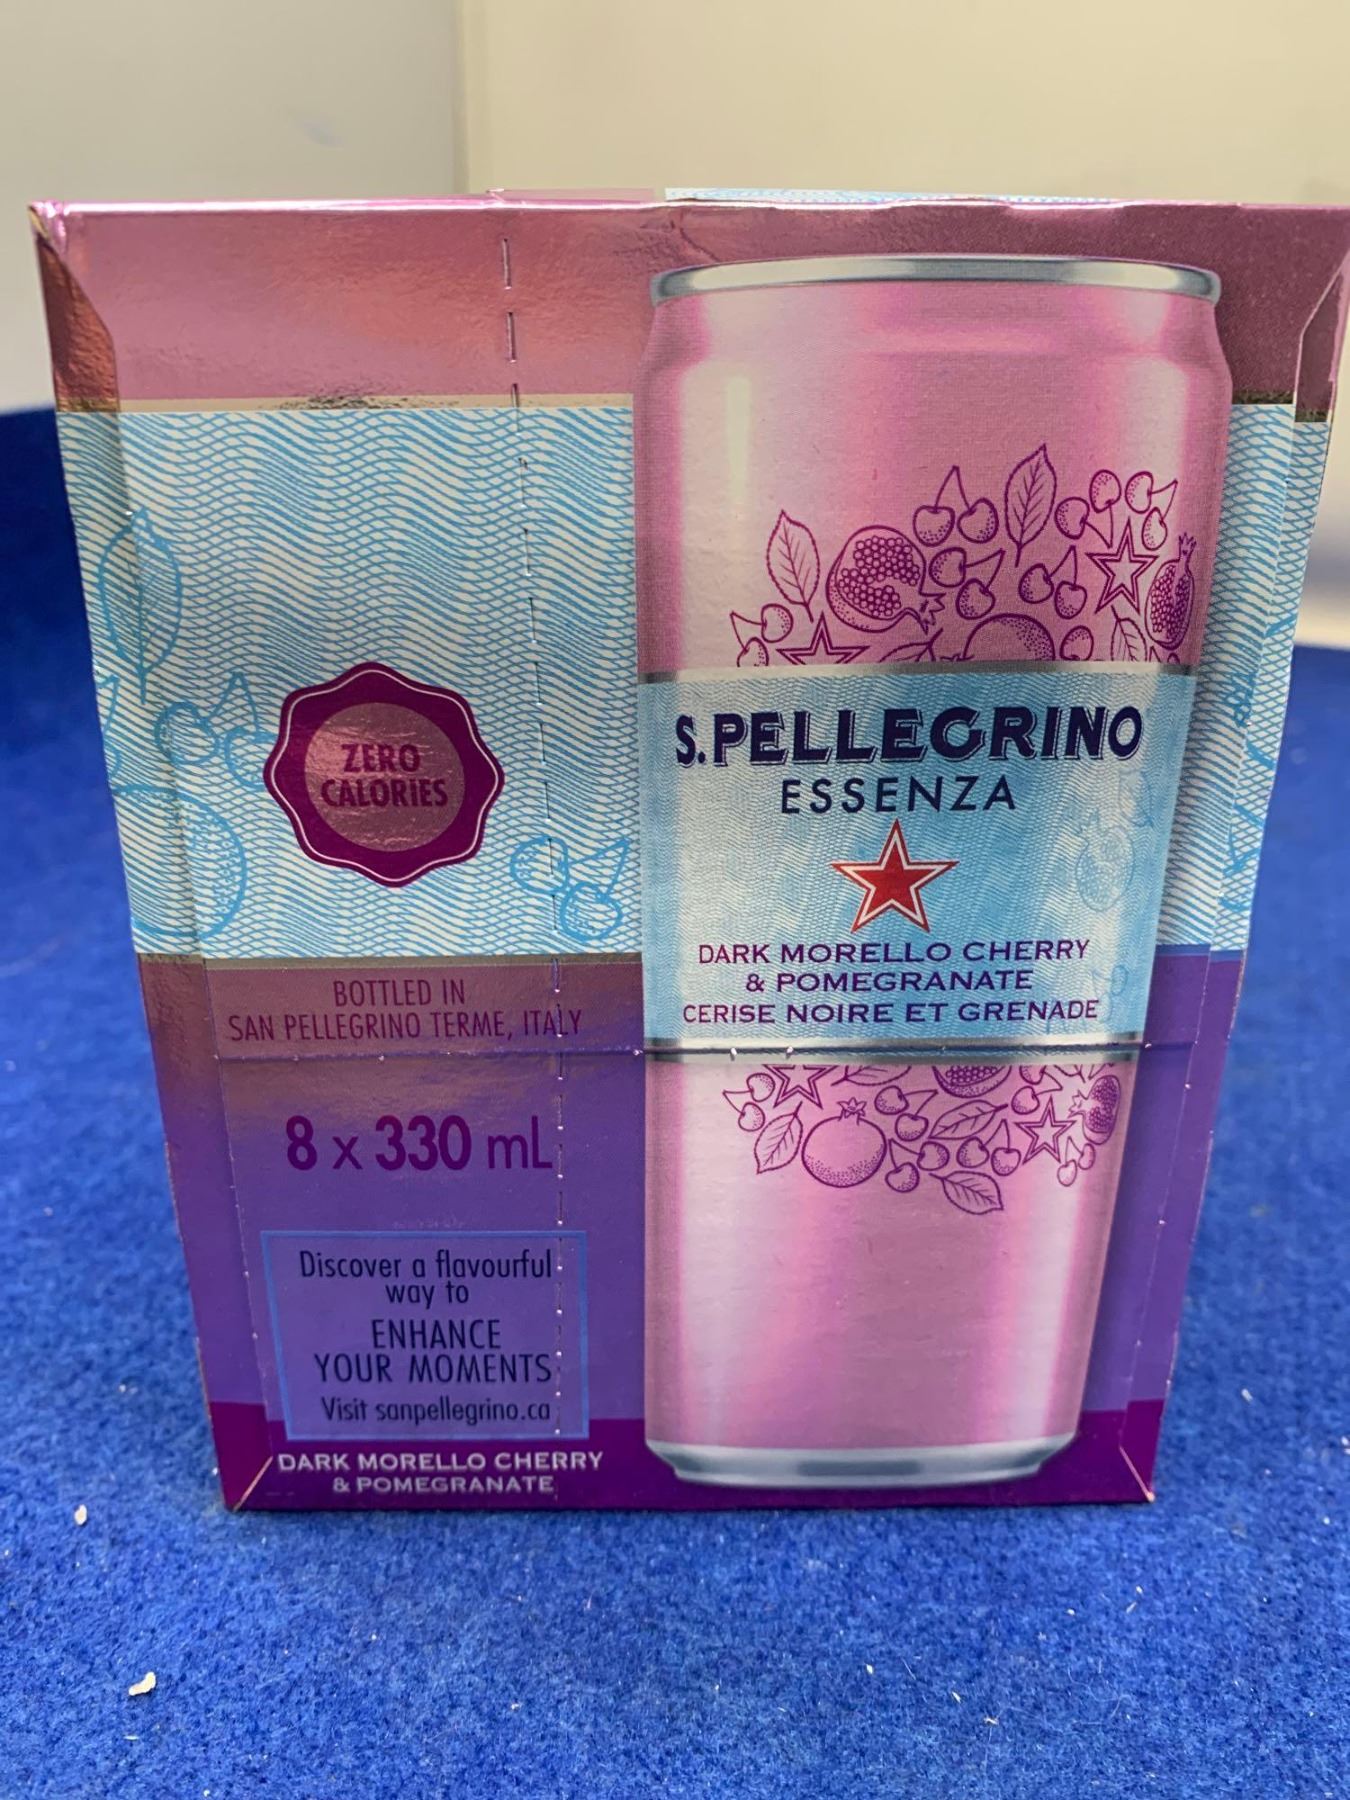 ZERO
CALORIES
BOTTLED IN
SAN PELLEGRINO TERME, ITALY
8 x 330 mL
Discover a flavourful
way to
ENHANCE
YOUR MOMENTS
Visit sanpellegrino.ca
DARK MORELLO CHERRY
& POMEGRANATE
S.PELLEGRINO
ESSENZA
DARK MORELLO CHERRY
& POMEGRANATE
CERISE NOIRE ET GRENADE